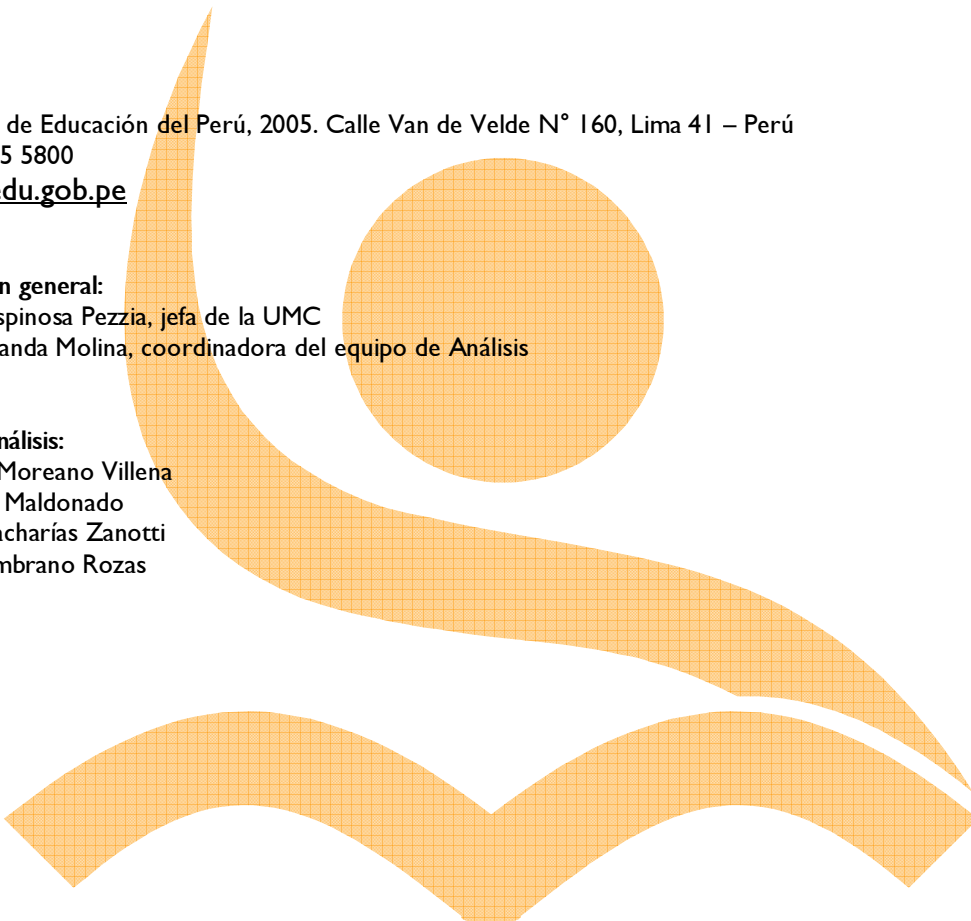 de Educación del Perú, 2005. Calle Van de Velde N° 160, Lima 41 – Perú
5 5800
edu.gob.pe
n general:
spinosa Pezzia, jefa de la UMC
anda Molina, coordinadora del equipo de Análisis
nálisis:
Moreano Villena
Maldonado
acharías Zanotti
mbrano Rozas